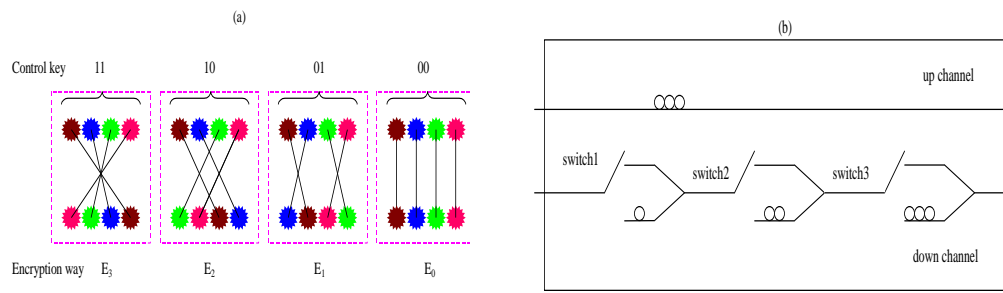 (a)
Control key 11 10 01 00
Encryption way E3 E2 E1 E0
(b)
up channel
switch1 switch2 switch3
down channel